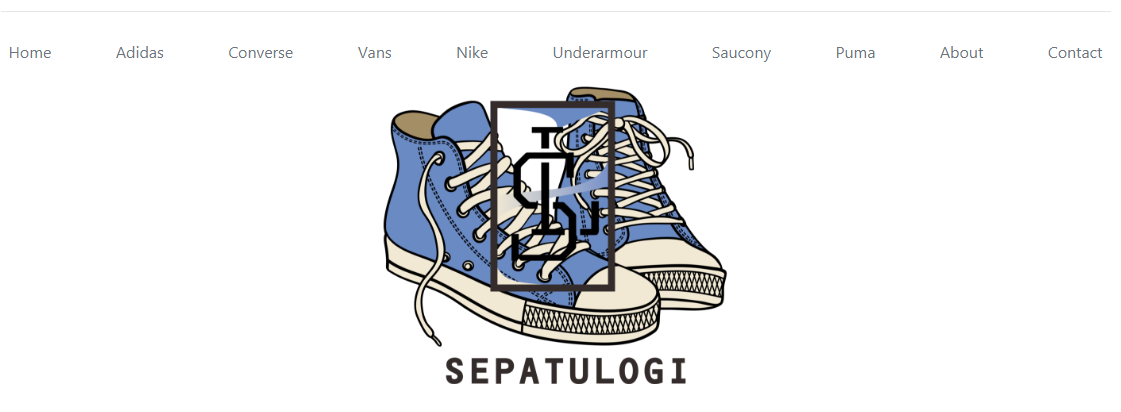 Home Adidas Converse Vans Nike Underarmour Saucony Puma About Contact
SEPATULOGI